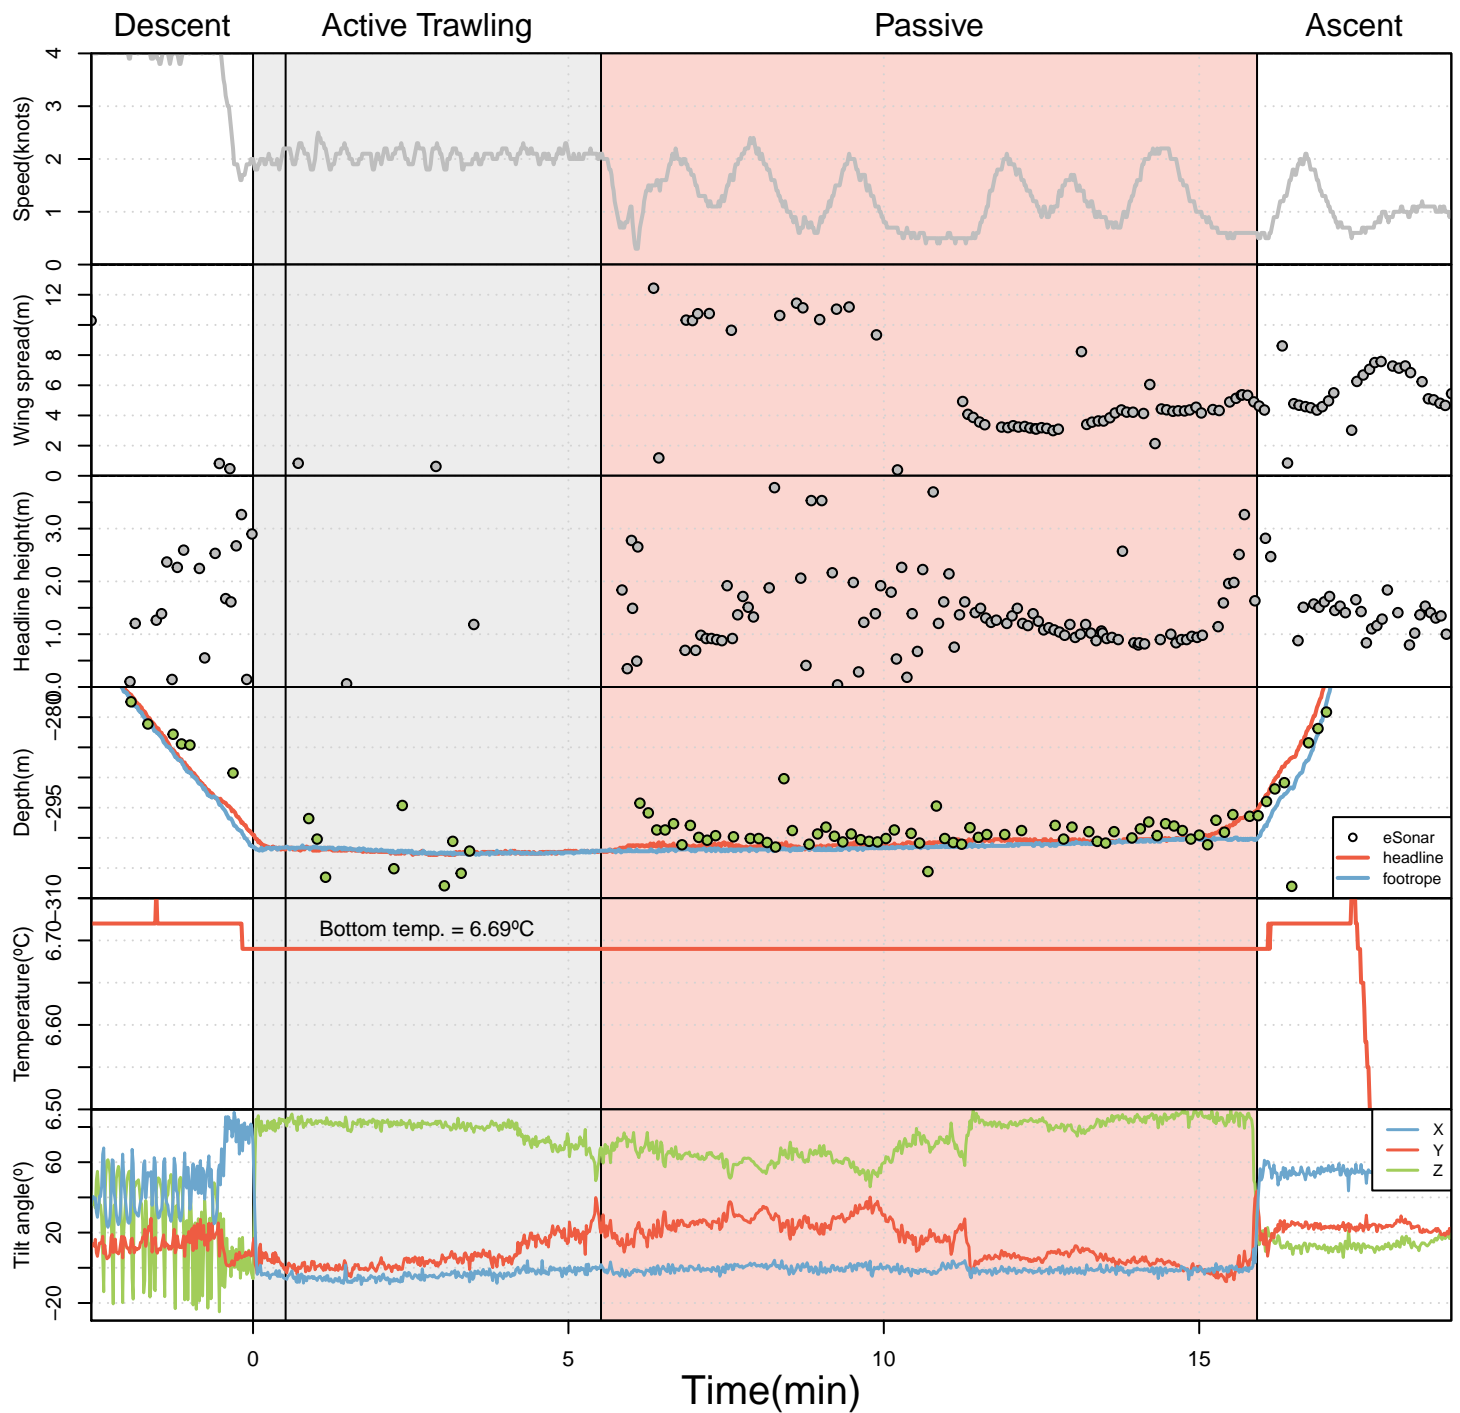 Descent Active Trawling Passive Ascent
Speed(knots)
4
3
2
1
0
Wing spread(m)
12
8
6
4
2
0
Headline height(m)
3.0
2.0
1.0
0.0
Depth(m)
−280
−295
−310
eSonar
headline
footrope
Temperature(ºC)
6.70
6.60
6.50
Bottom temp. = 6.69ºC
Tilt angle(º)
60
20
−20
X
Y
Z
0 5 10 15
Time(min)